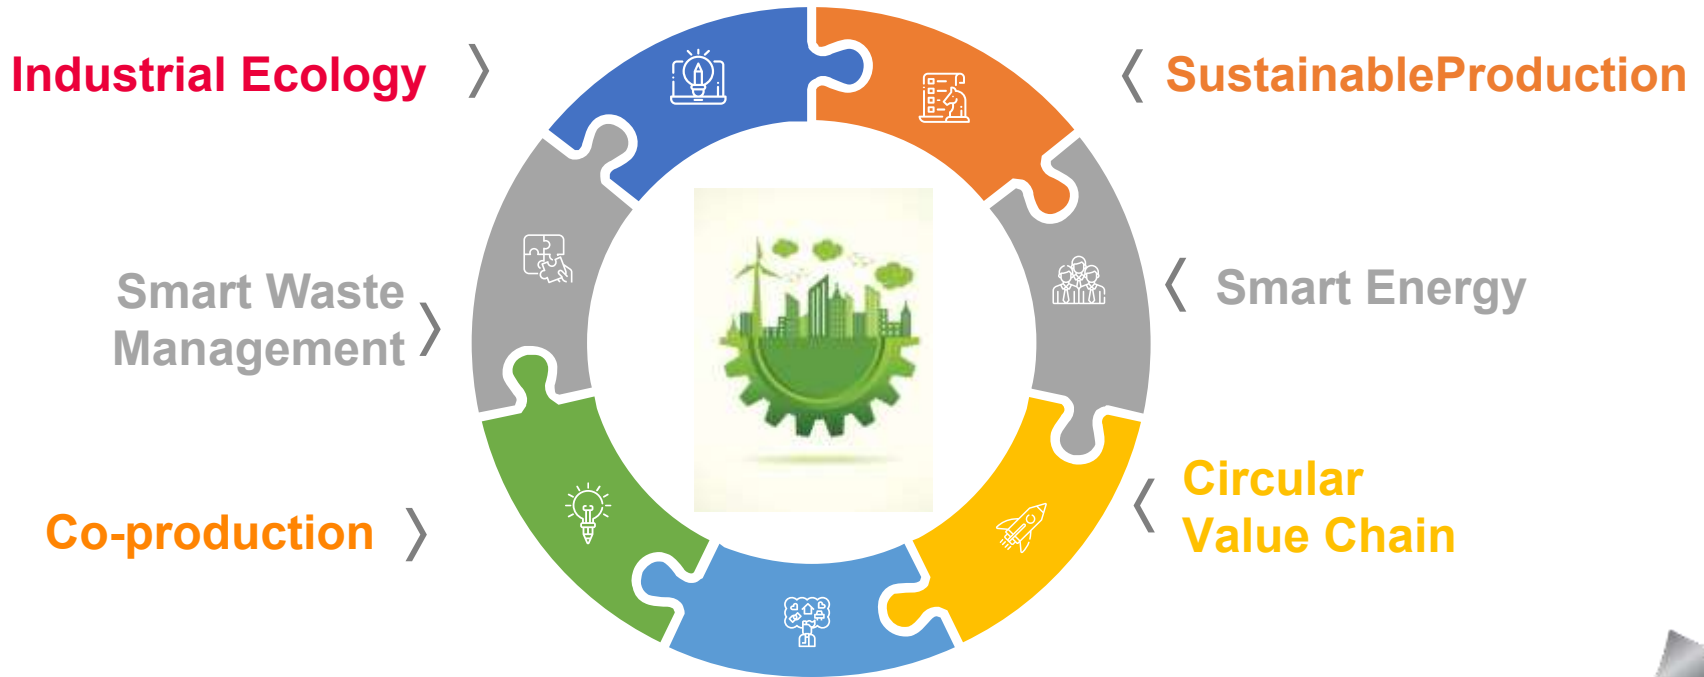 Industrial Ecology
SustainableProduction
Smart Waste
Management
Smart Energy
Co-production
Circular
Value Chain